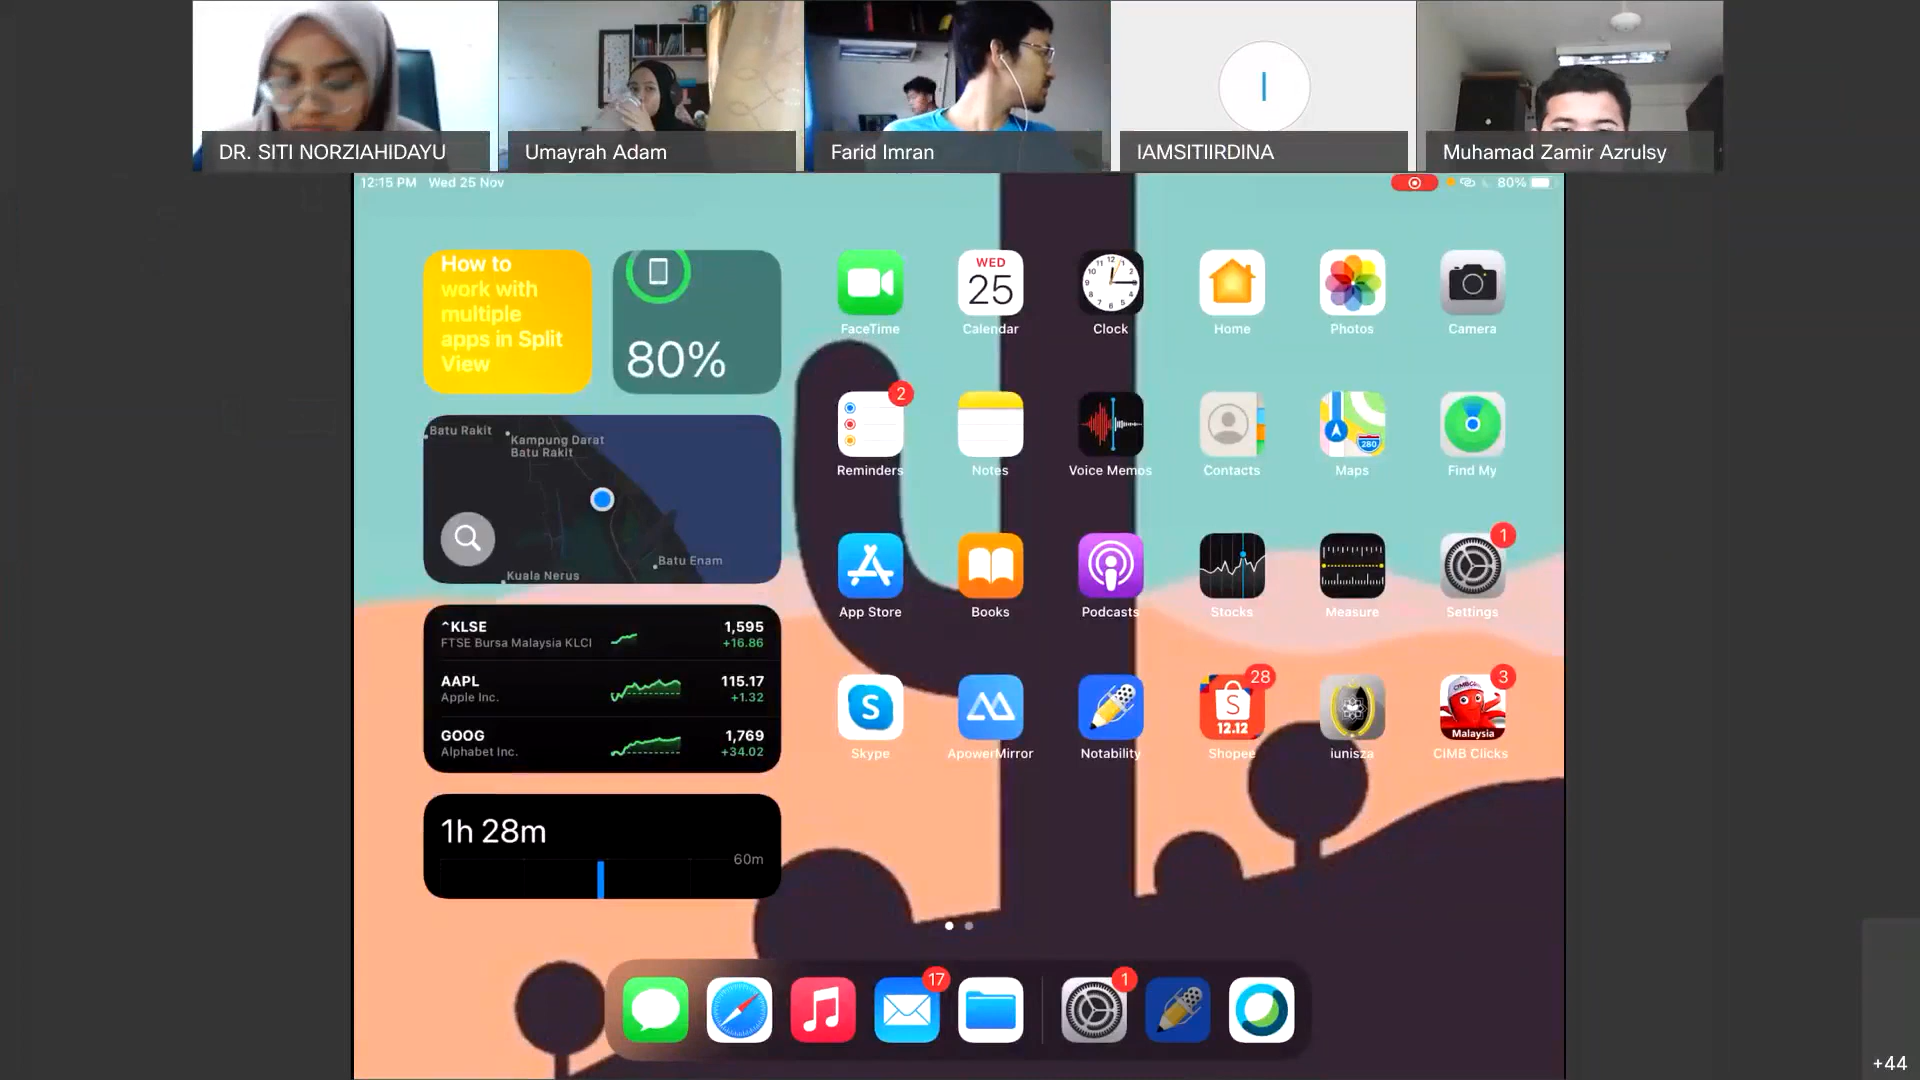 DR. SITI NORZIAHIDAYU
Umayrah Adam
Farid Imran
I
IAMSITIIRDINA
Muhamad Zamir Azrulsy
12:15 PM Wed 25 Nov
80%
How to
work with
multiple
apps in Split
View
80%
FaceTime
WED
25
Calendar
Clock
Home
Photos
Camera
Batu Rakit
Kampung Darat
Batu Rakit
Batu Enam
Kuala Nerus
2
Reminders
Notes
Voice Memos
Contacts
280
Maps
Find My
App Store
Books
Podcasts
Stocks
Measure
1
Settings
^KLSE 1,595
FTSE Bursa Malaysia KLCI +16.86
AAPL 115.17
Apple Inc. +1.32
GOOG 1,769
Alphabet Inc. +34.02
S
Skype
ApowerMirror
Notability
28
S
12.12
Shopee
iunisza
3
Malaysia
CIMB Clicks
1h 28m
60m
17
1
+44